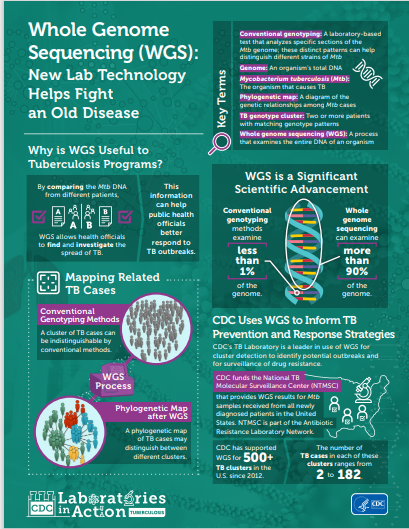 Whole Genome
Sequencing (WGS):
New Lab Technology
Helps Fight
an Old Disease
Key Terms
Conventional genotyping: A laboratory-based
test that analyzes specific sections of the
Mtb genome; these distinct patterns can help
distinguish different strains of Mtb
Genome: An organism's total DNA
Mycobacterium tuberculosis (Mtb):
The organism that causes TB
Phylogenetic map: A diagram of the
genetic relationships among Mtb cases
TB genotype cluster: Two or more patients
with matching genotype patterns
Whole genome sequencing (WGS): A process
that examines the entire DNA of an organism
Why is WGS Useful to
Tuberculosis Programs?
By comparing the Mtb DNA
from different patients,
A
A B
B
WGS allows health officials
to find and investigate the
spread of TB.
This
information
can help
public health
officials
better
respond to
TB outbreaks.
Mapping Related
TB Cases
Conventional
Genotyping Methods
A cluster of TB cases can
be indistinguishable by
conventional methods.
WGS
Process
Phylogenetic Map
after WGS
A phylogenetic map
of TB cases may
distinguish between
different clusters.
WGS is a Significant
Scientific Advancement
Conventional
genotyping
methods
examine
less
than
1%
of the
genome.
Whole
genome
sequencing
can examine
more
than
90%
of the
genome.
CDC Uses WGS to Inform TB
Prevention and Response Strategies
CDC's TB Laboratory is a leader in use of WGS for
cluster detection to identify potential outbreaks and
for surveillance of drug resistance.
CDC funds the National TB
Molecular Surveillance Center (NTMSC)
that provides WGS results for Mtb
samples received from all newly
diagnosed patients in the United
States. NTMSC is part of the Antibiotic
Resistance Laboratory Network.
CDC has supported
WGS for 500+
TB clusters in the
U.S. since 2012.
The number of
TB cases in each of these
clusters ranges from
2 to 182.
CDC Laboratories
in Action TUBERCULOSIS
CDC